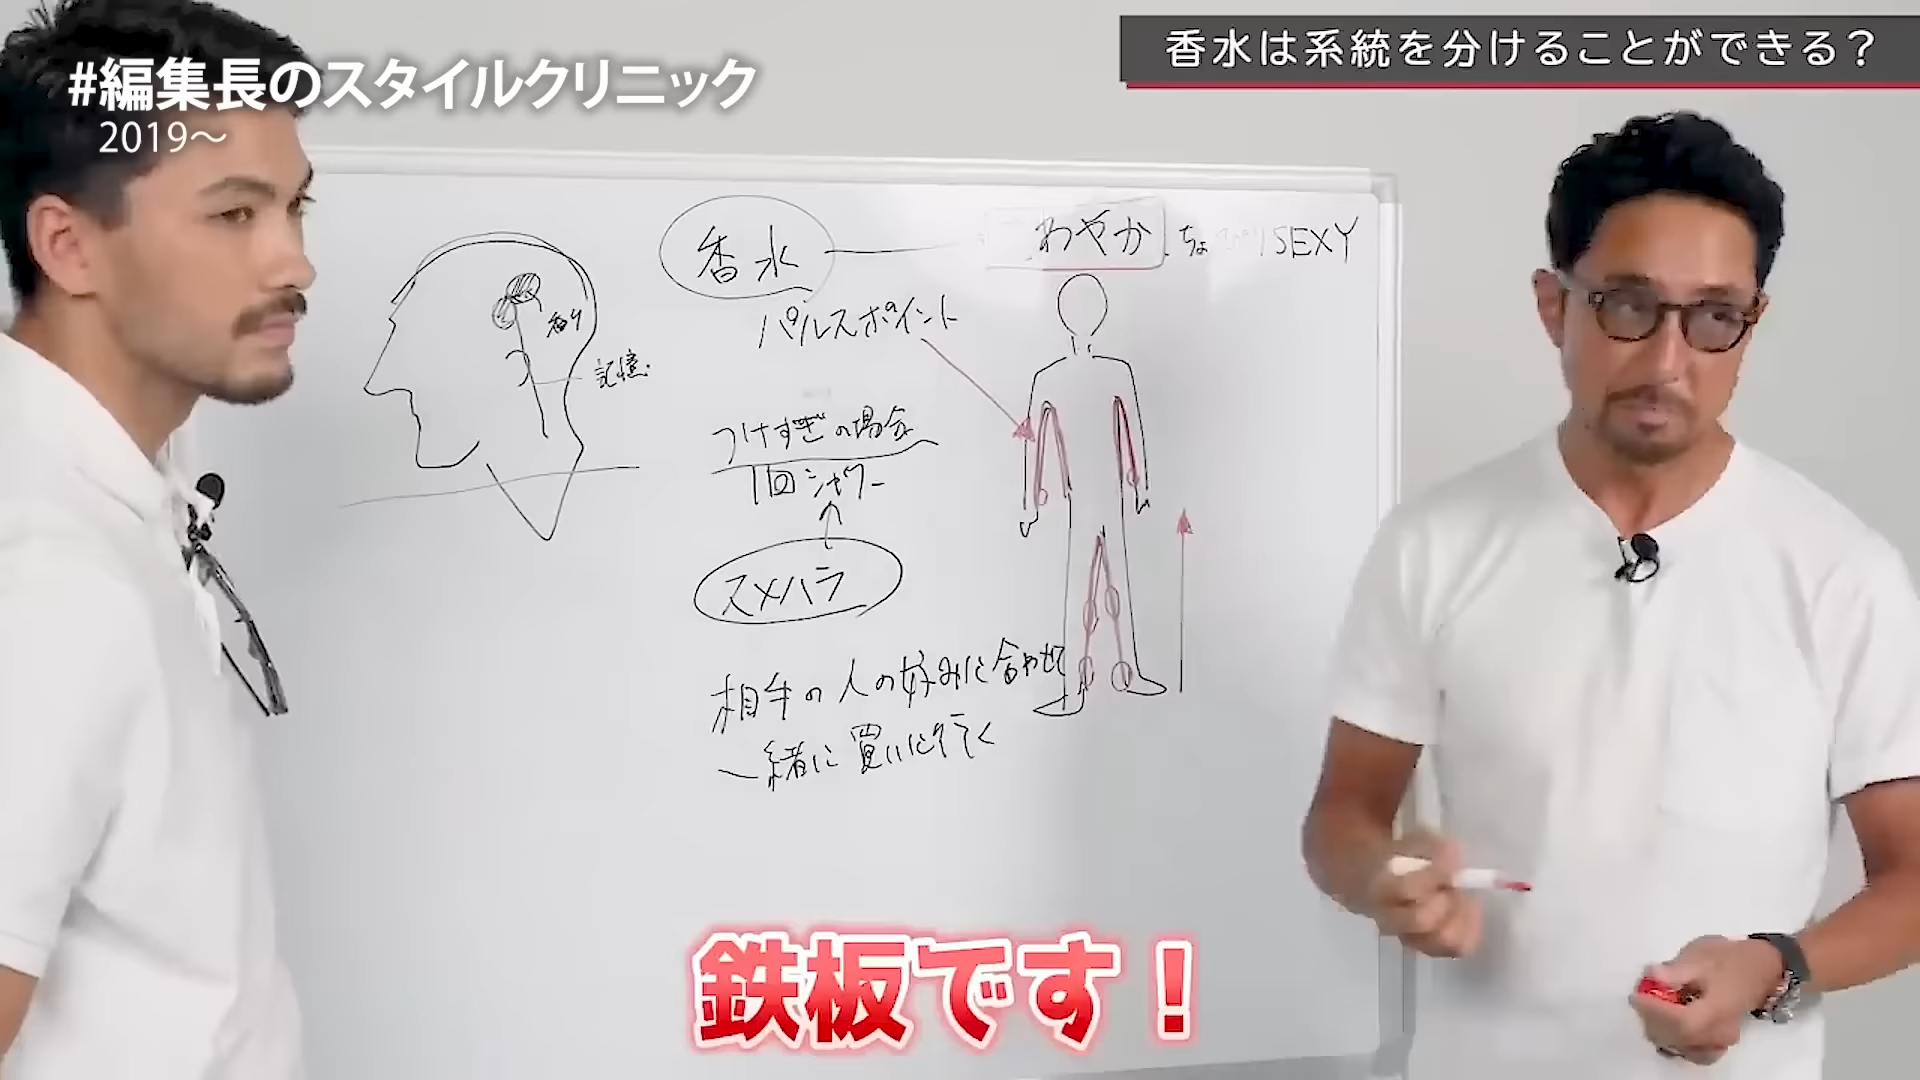 #編集長のスタイルクリニック
2019〜
香水は系統を分けることができる？
香水
わやか
SEXY
パルスポイント
香り
記憶
つけすぎの場合
1回シャワー
スメハラ
相手の人の好みに合わせ
一緒に買いに行く
鉄板です！